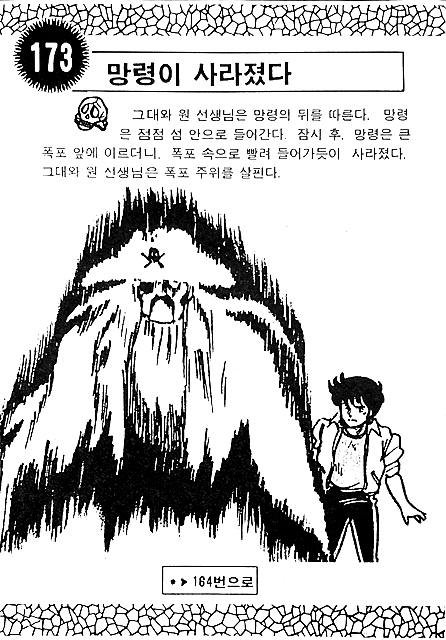 173
망령이 사라졌다
그대와 원 선생님은 망령의 뒤를 따른다. 망령
은 점점 섬 안으로 들어간다. 잠시 후, 망령은 큰
폭포 앞에 이르더니, 폭포 속으로 빨려 들어가듯이 사라졌다.
그대와 원 선생님은 폭포 주위를 살핀다.
●▶ 164번으로